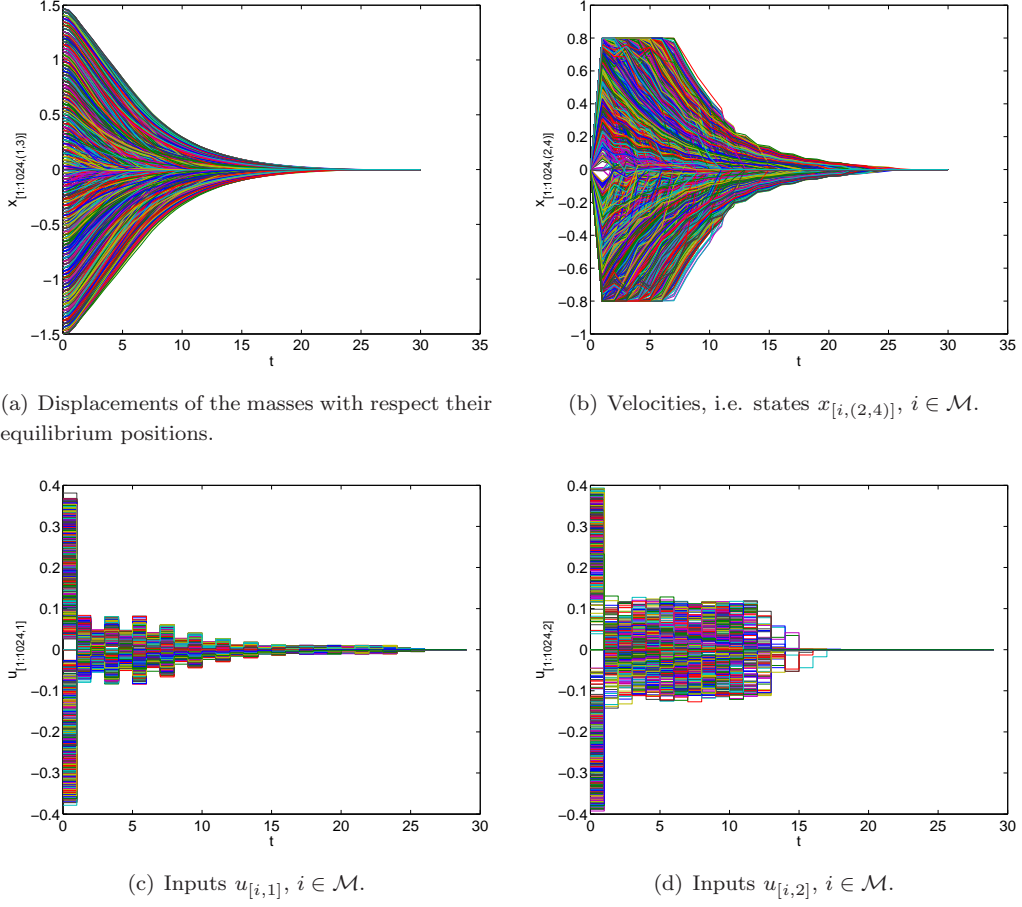 1.5
1
0.5
0
−0.5
−1
−1.5
x[1:1024,(1,3)]
0 5 10 15 20 25 30 35
t
1
0.8
0.6
0.4
0.2
0
−0.2
−0.4
−0.6
−0.8
−1
x[1:1024,(2,4)]
0 5 10 15 20 25 30 35
t
(a) Displacements of the masses with respect their
equilibrium positions.
(b) Velocities, i.e. states x[i,(2,4)], i ∈ M.
0.4
0.3
0.2
0.1
0
−0.1
−0.2
−0.3
−0.4
u[1:1024,1]
0 5 10 15 20 25 30
t
0.4
0.3
0.2
0.1
0
−0.1
−0.2
−0.3
−0.4
u[1:1024,2]
0 5 10 15 20 25 30
t
(c) Inputs u[i,1], i ∈ M.
(d) Inputs u[i,2], i ∈ M.